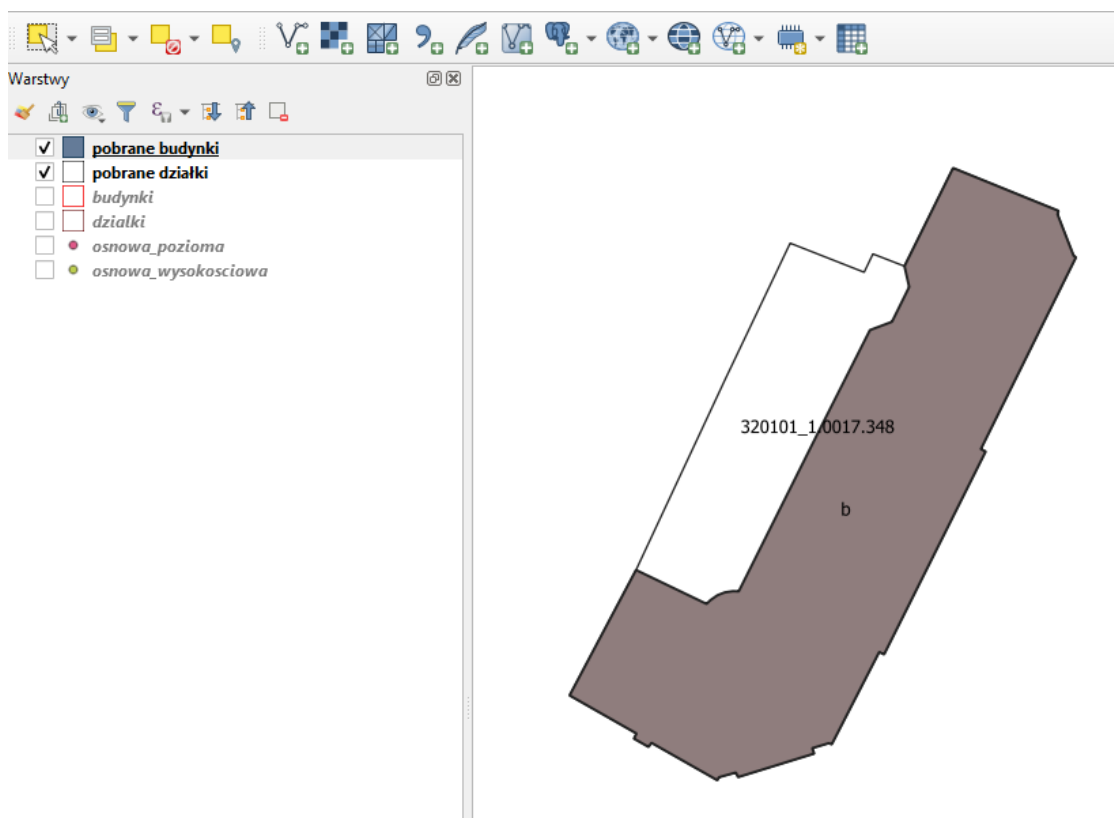 Warstwy
pobrane budynki
pobrane działki
budynki
dzialki
osnowa_pozioma
osnowa_wysokosciowa
320101_1.0017.348
b